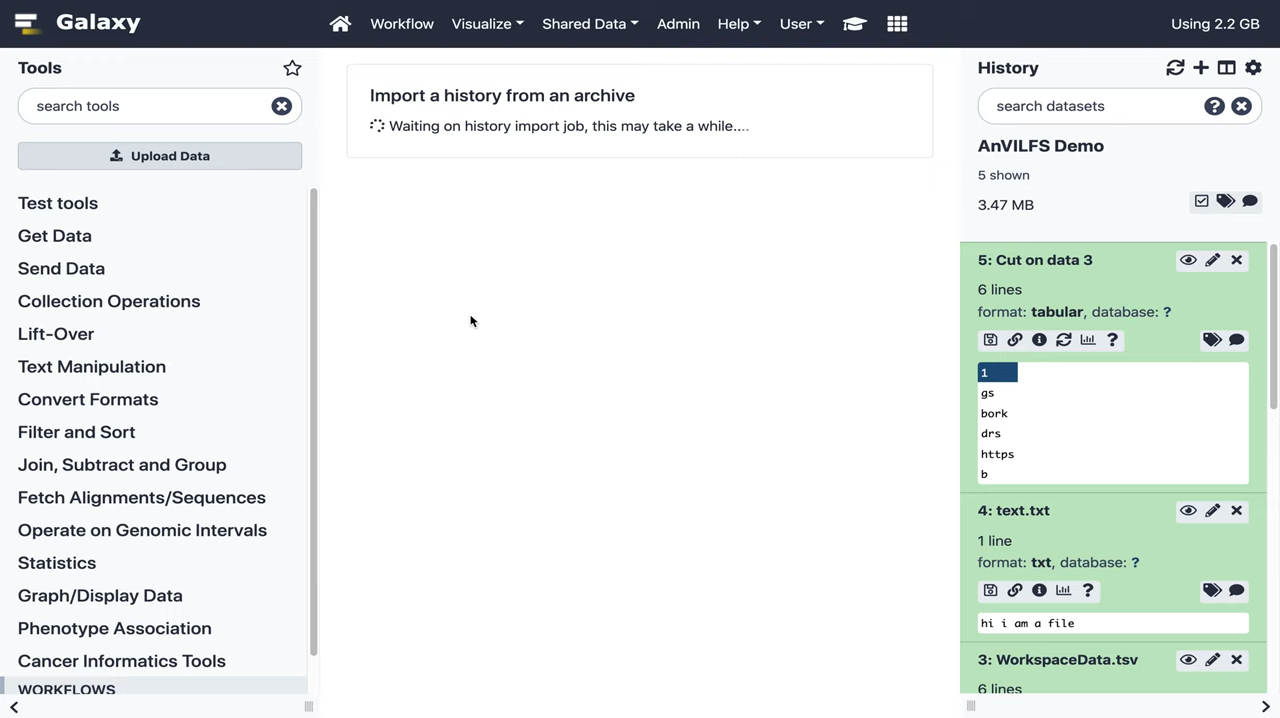 Galaxy
Workflow
Visualize
Shared Data
Admin
Help
User
Using 2.2 GB
Tools
search tools
Upload Data
Test tools
Get Data
Send Data
Collection Operations
Lift-Over
Text Manipulation
Convert Formats
Filter and Sort
Join, Subtract and Group
Fetch Alignments/Sequences
Operate on Genomic Intervals
Statistics
Graph/Display Data
Phenotype Association
Cancer Informatics Tools
WORKFLOWS
Import a history from an archive
Waiting on history import job, this may take a while....
History
search datasets
AnVILFS Demo
5 shown
3.47 MB
5: Cut on data 3
6 lines
format: tabular, database: ?
1
gs
bork
drs
https
b
4: text.txt
1 line
format: txt, database: ?
hi i am a file
3: WorkspaceData.tsv
6 lines